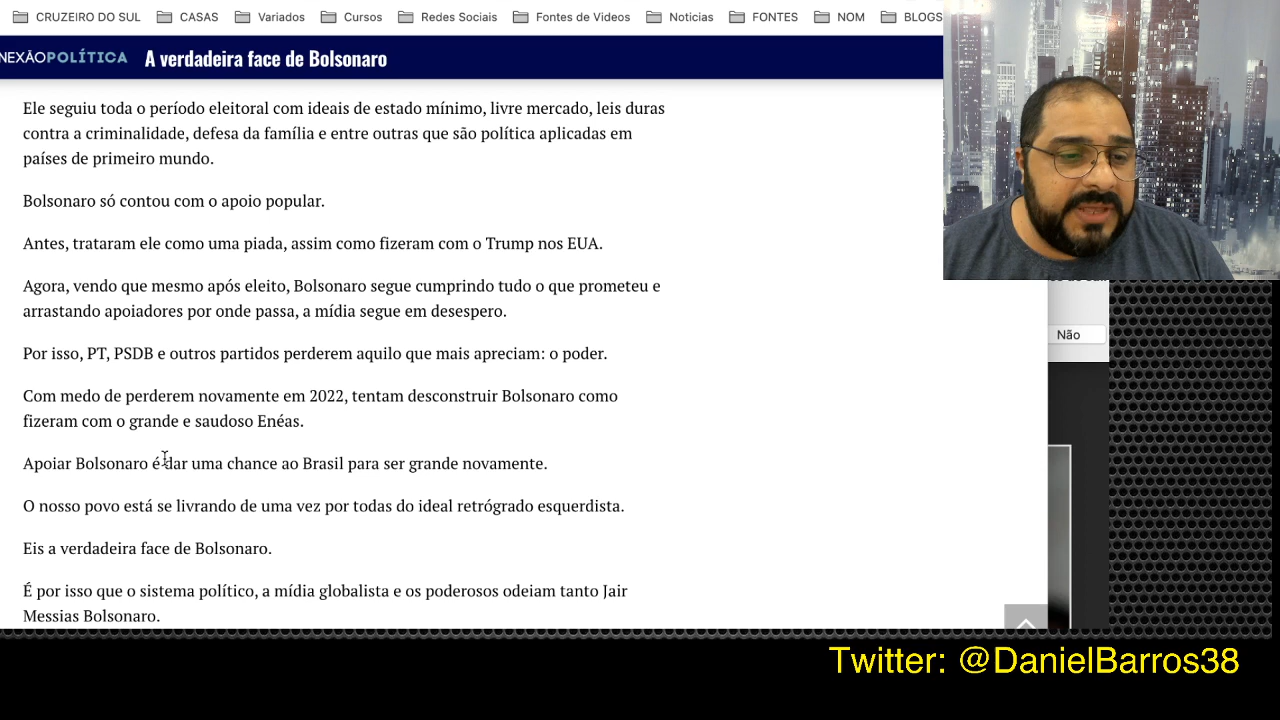 CRUZEIRO DO SUL CASAS Variados Cursos Redes Sociais Fontes de Videos Noticias FONTES NOM BLOGS
NEXÃOPOLÍTICA A verdadeira face de Bolsonaro
Ele seguiu toda o período eleitoral com ideais de estado mínimo, livre mercado, leis duras
contra a criminalidade, defesa da família e entre outras que são política aplicadas em
países de primeiro mundo.
Bolsonaro só contou com o apoio popular.
Antes, trataram ele como uma piada, assim como fizeram com o Trump nos EUA.
Agora, vendo que mesmo após eleito, Bolsonaro segue cumprindo tudo o que prometeu e
arrastando apoiadores por onde passa, a mídia segue em desespero.
Não
Por isso, PT, PSDB e outros partidos perderem aquilo que mais apreciam: o poder.
Com medo de perderem novamente em 2022, tentam desconstruir Bolsonaro como
fizeram com o grande e saudoso Enéas.
Apoiar Bolsonaro é dar uma chance ao Brasil para ser grande novamente.
O nosso povo está se livrando de uma vez por todas do ideal retrógrado esquerdista.
Eis a verdadeira face de Bolsonaro.
É por isso que o sistema político, a mídia globalista e os poderosos odeiam tanto Jair
Messias Bolsonaro.
Twitter: @DanielBarros38